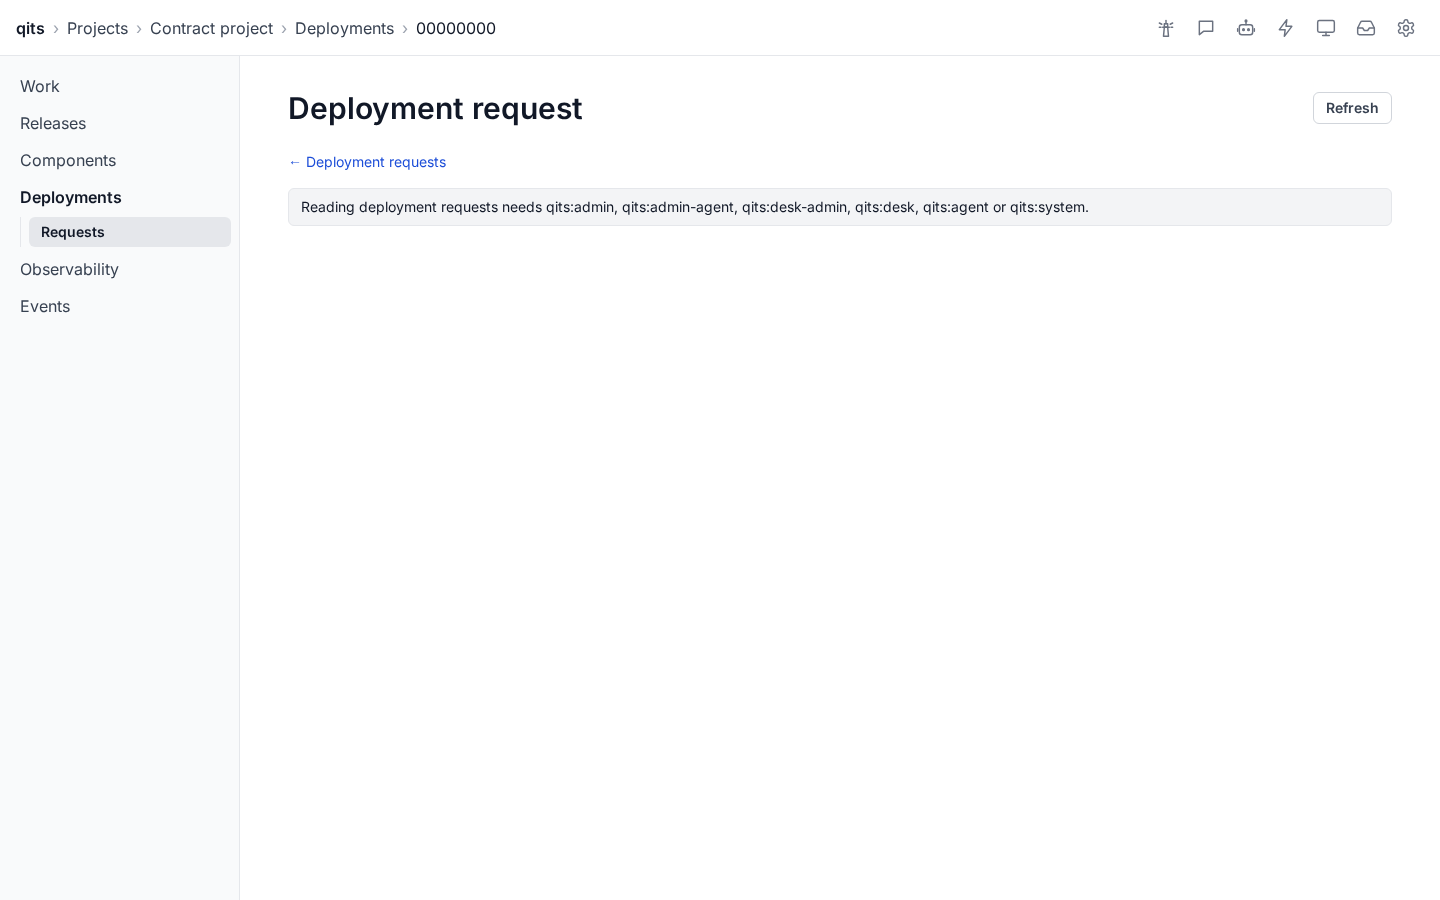 qits › Projects › Contract project › Deployments › 00000000
Work
Releases
Components
Deployments
Requests
Observability
Events
Deployment request
Refresh
← Deployment requests
Reading deployment requests needs qits:admin, qits:admin-agent, qits:desk-admin, qits:desk, qits:agent or qits:system.